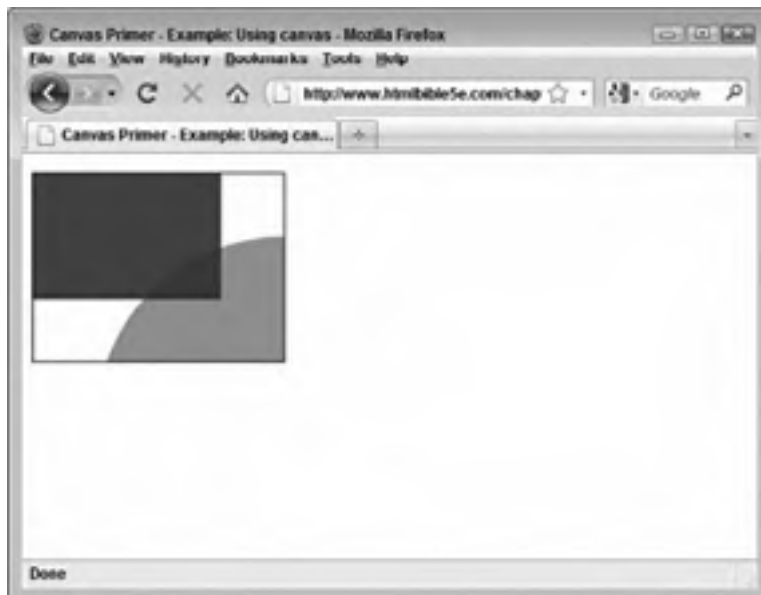 Canvas Primer - Example: Using canvas - Mozilla Firefox
File Edit View History Bookmarks Tools Help
http://www.htmlbible5e.com/chap Google
Canvas Primer - Example: Using can...
Done